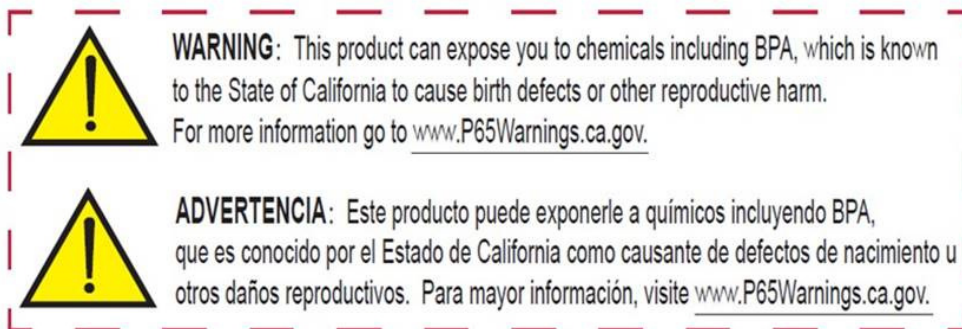 WARNING: This product can expose you to chemicals including BPA, which is known
to the State of California to cause birth defects or other reproductive harm.
For more information go to www.P65Warnings.ca.gov.
ADVERTENCIA: Este producto puede exponerle a químicos incluyendo BPA,
que es conocido por el Estado de California como causante de defectos de nacimiento u
otros daños reproductivos. Para mayor información, visite www.P65Warnings.ca.gov.